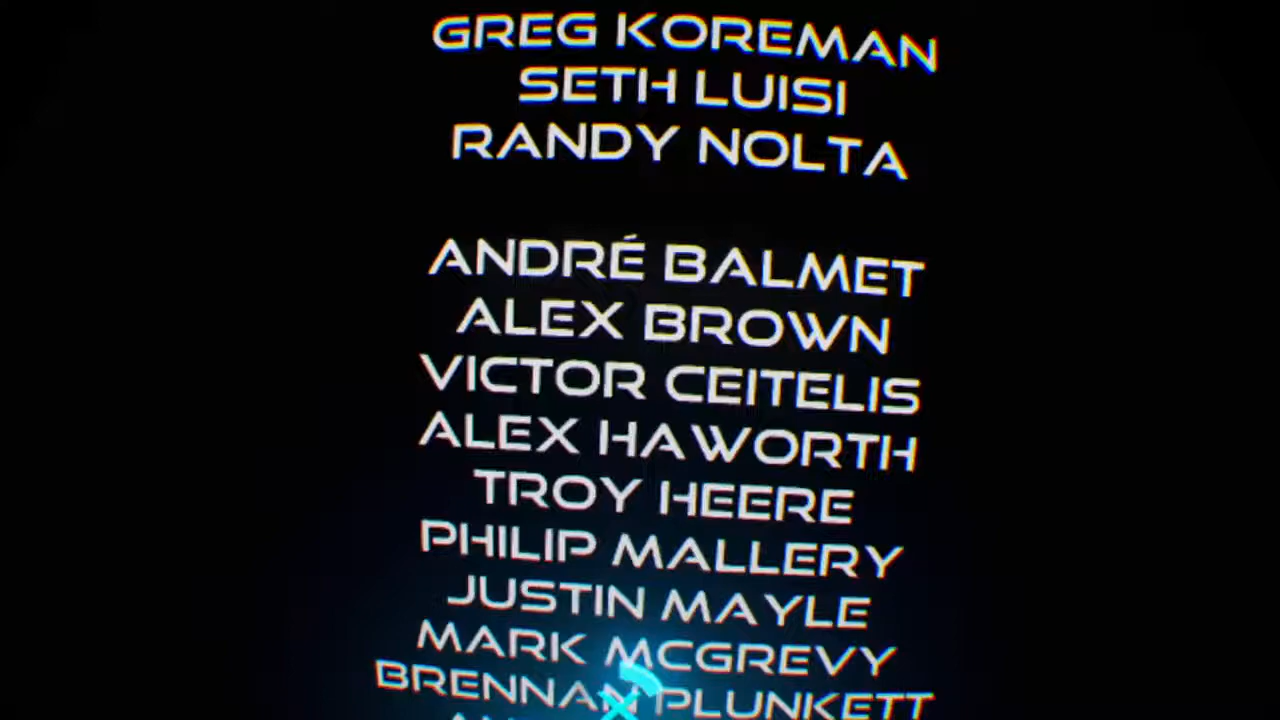 GREG KOREMAN
SETH LUISI
RANDY NOLTA
ANDRÉ BALMET
ALEX BROWN
VICTOR CEITELIS
ALEX HAWORTH
TROY HEERE
PHILIP MALLERY
JUSTIN MAYLE
MARK MCGREVY
BRENNAN PLUNKETT